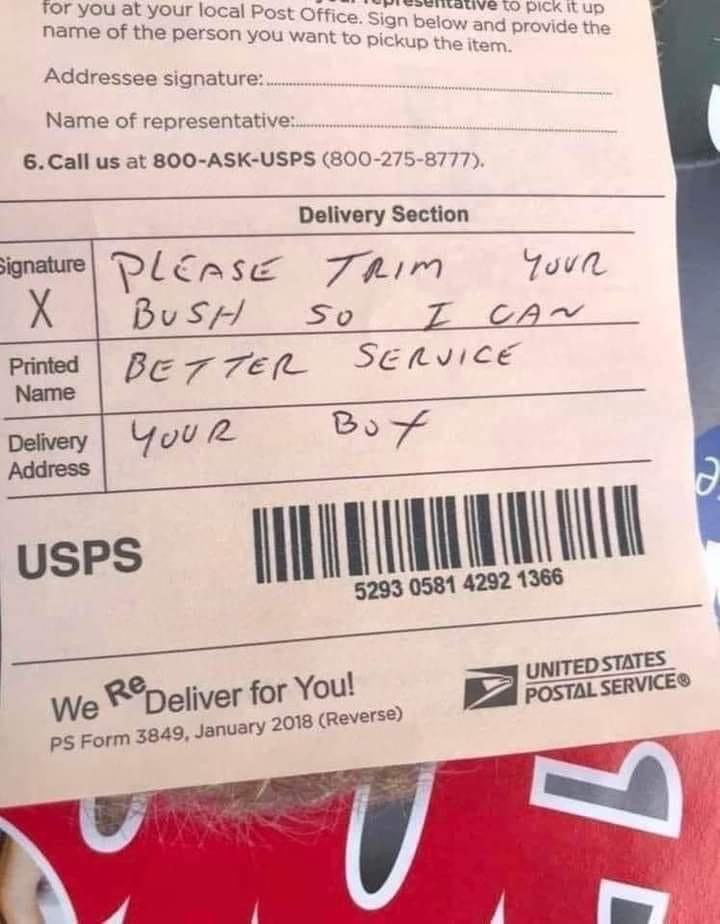 for you at your local Post Office. Sign below and provide the
name of the person you want to pickup the item.
Addressee signature:
Name of representative:
6. Call us at 800-ASK-USPS (800-275-8777).
Delivery Section
Signature
X
PLEASE TRIM YOUR
BUSH SO I CAN
Printed
Name
BETTER SERVICE
Delivery
Address
YOUR BOX
USPS
5293 0581 4292 1366
We ReDeliver for You!
PS Form 3849, January 2018 (Reverse)
UNITED STATES
POSTAL SERVICE®